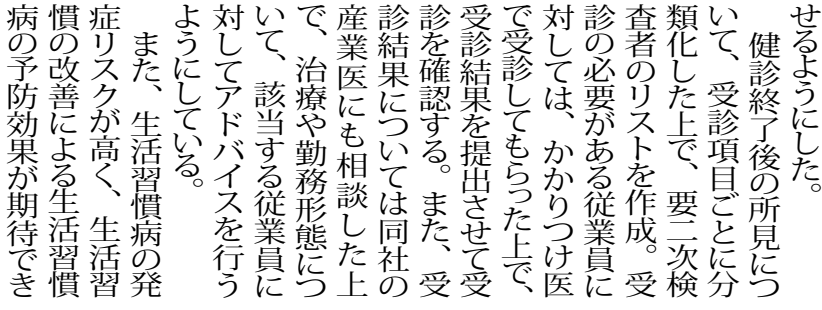 せるようにした。
　健診終了後の所見につ
いて、受診項目ごとに分
類化した上で、要二次検
査者のリストを作成。受
診の必要がある従業員に
対しては、かかりつけ医
で受診してもらった上で、
受診結果を提出させて受
診を確認する。また、受
診結果については同社の
産業医にも相談した上
で、治療や勤務形態につ
いて、該当する従業員に
対してアドバイスを行う
ようにしている。
　また、生活習慣病の発
症リスクが高く、生活習
慣の改善による生活習慣
病の予防効果が期待でき